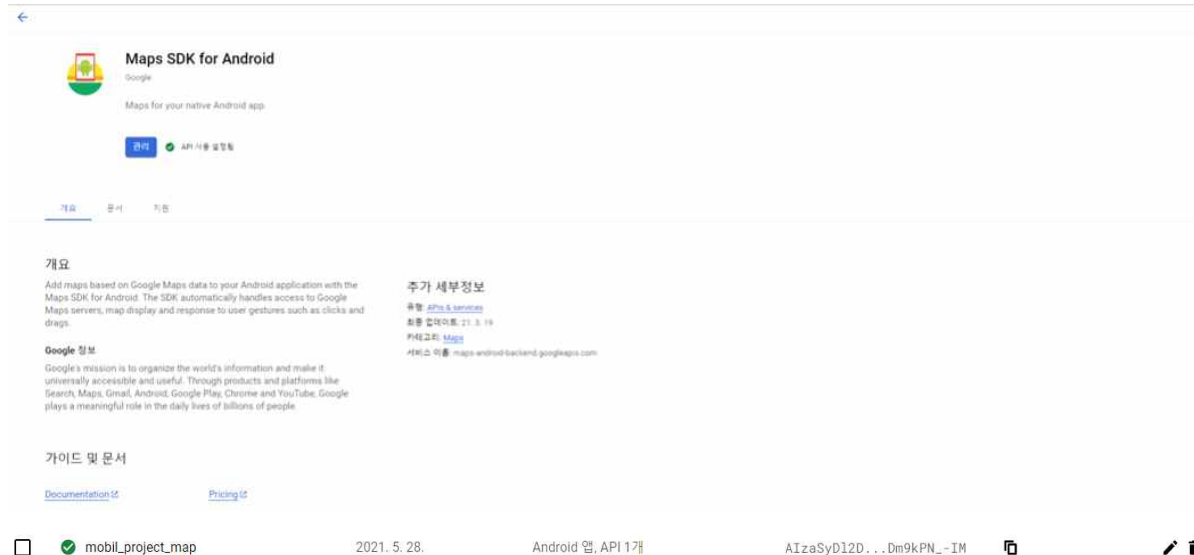 Maps SDK for Android
Google
Maps for your native Android app.
관리
API 사용 설정됨
개요 문서 지원
개요
Add maps based on Google Maps data to your Android application with the
Maps SDK for Android. The SDK automatically handles access to Google
Maps servers, map display and response to user gestures such as clicks and
drags.
Google 정보
Google's mission is to organize the world's information and make it
universally accessible and useful. Through products and platforms like
Search, Maps, Gmail, Android, Google Play, Chrome and YouTube, Google
plays a meaningful role in the daily lives of billions of people.
추가 세부정보
유형: APIs & services
최종 업데이트: 21. 3. 19
카테고리: Maps
서비스 이름: maps-android-backend.googleapis.com
가이드 및 문서
Documentation Pricing
mobil_project_map 2021. 5. 28. Android 앱, API 1개 AIzaSyDl2D...Dm9kPN_-IM